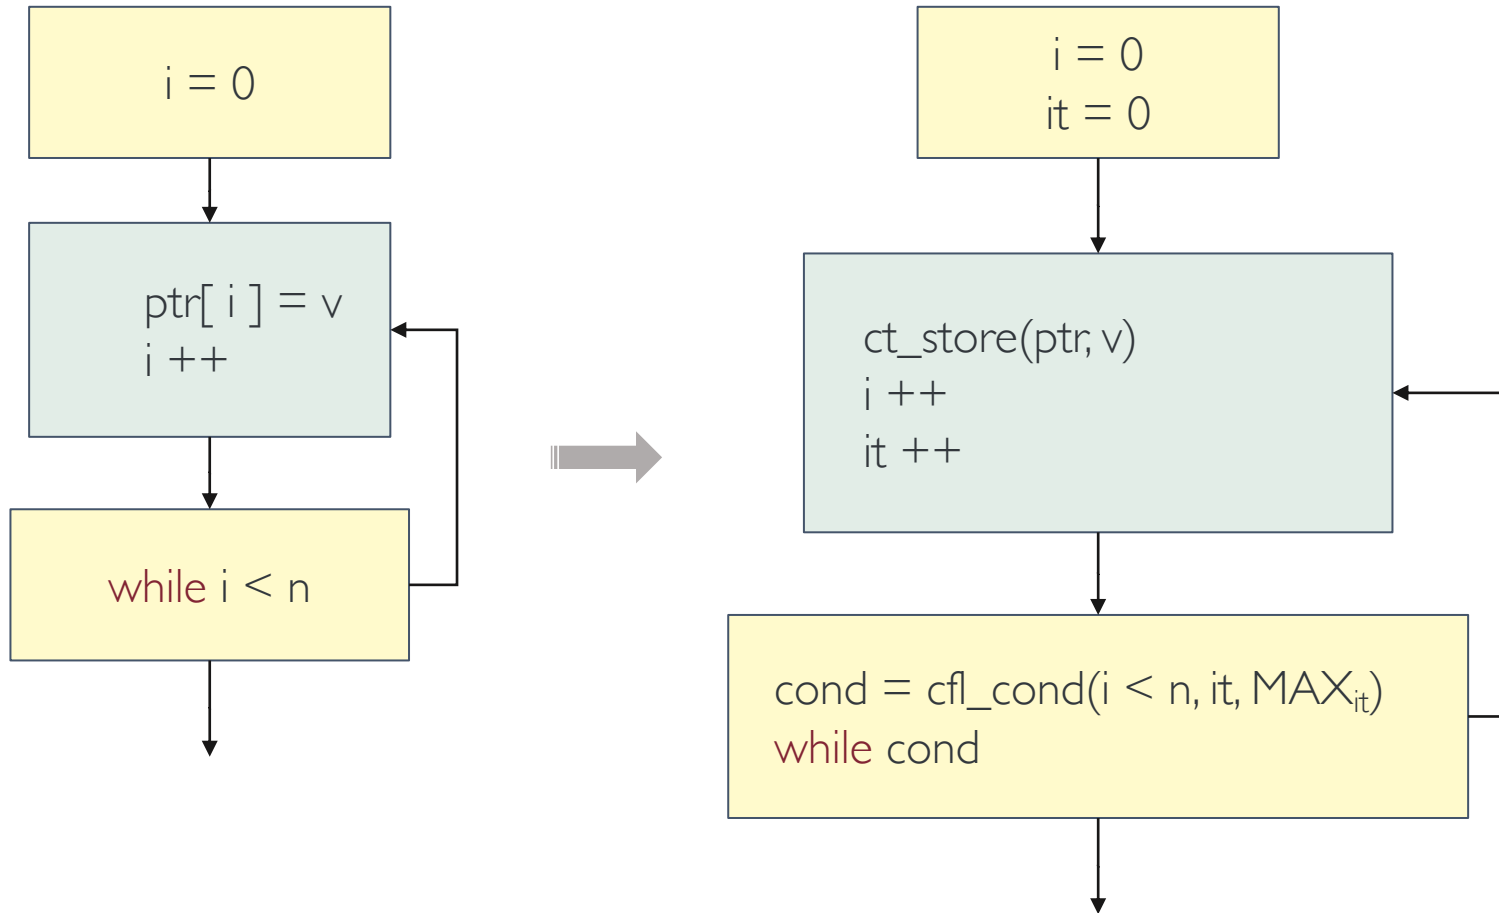 i = 0
ptr[ i ] = v
i ++
while i < n
i = 0
it = 0
ct_store(ptr, v)
i ++
it ++
cond = cfl_cond(i < n, it, MAXit)
while cond